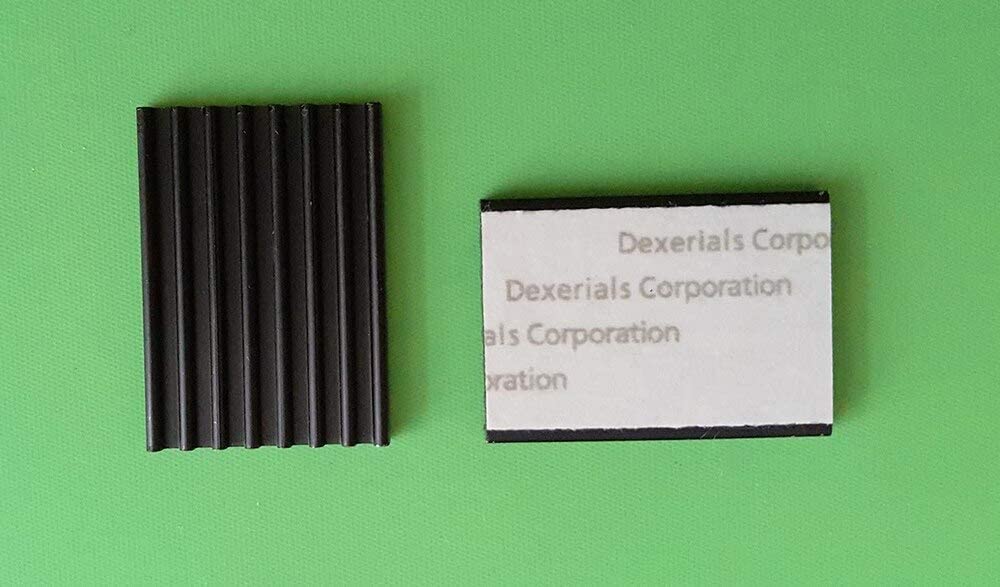 Dexerials Corpo
Dexerials Corporation
als Corporation
oration